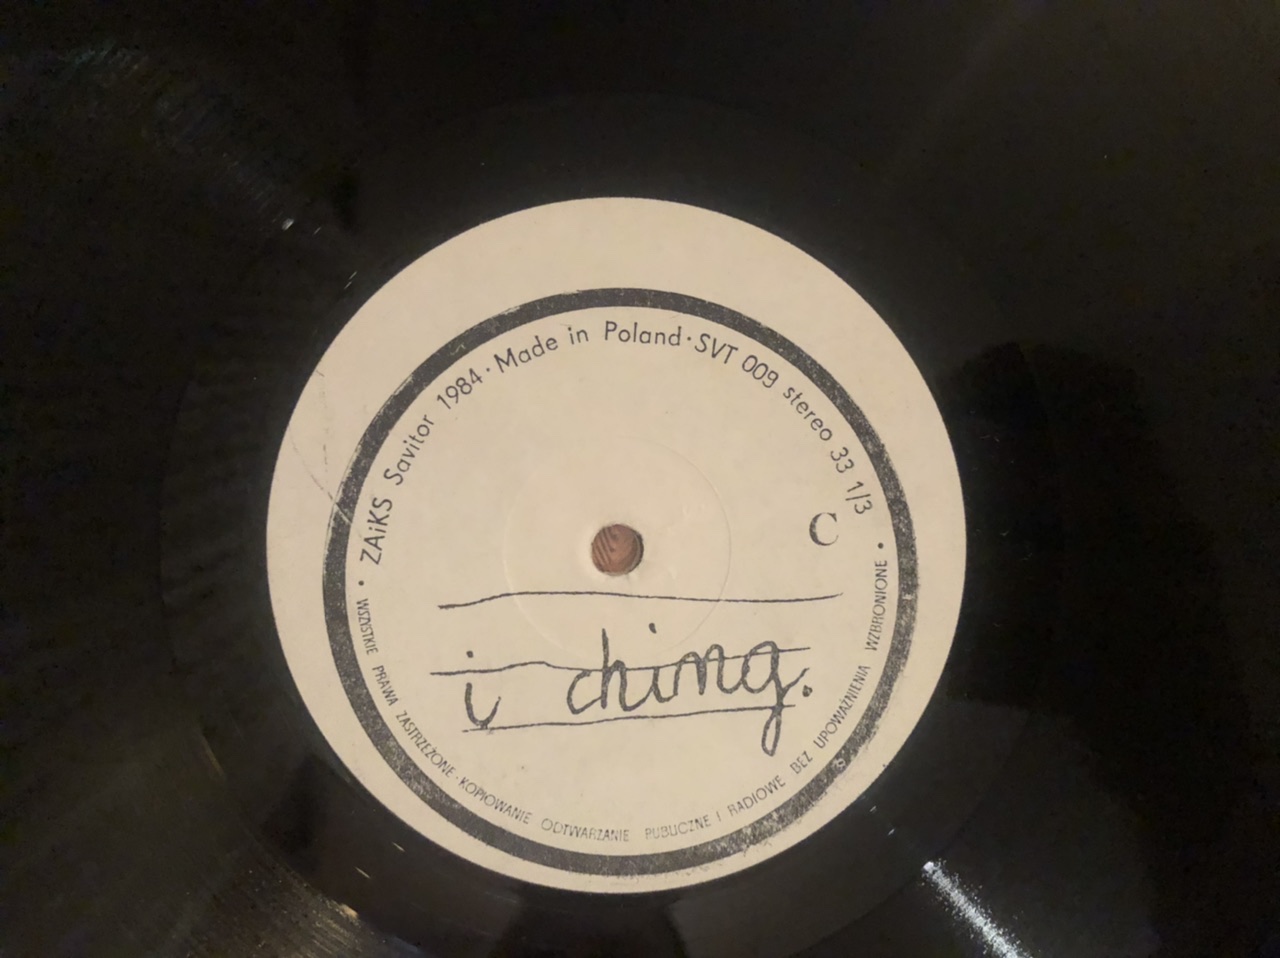 ZAiKS Savitor 1984 · Made in Poland · SVT 009 stereo 33 1/3
C
i ching.
• WSZYSTKIE PRAWA ZASTRZEŻONE · KOPIOWANIE ODTWARZANIE PUBLICZNE I RADIOWE BEZ UPOWAŻNIENIA WZBRONIONE •